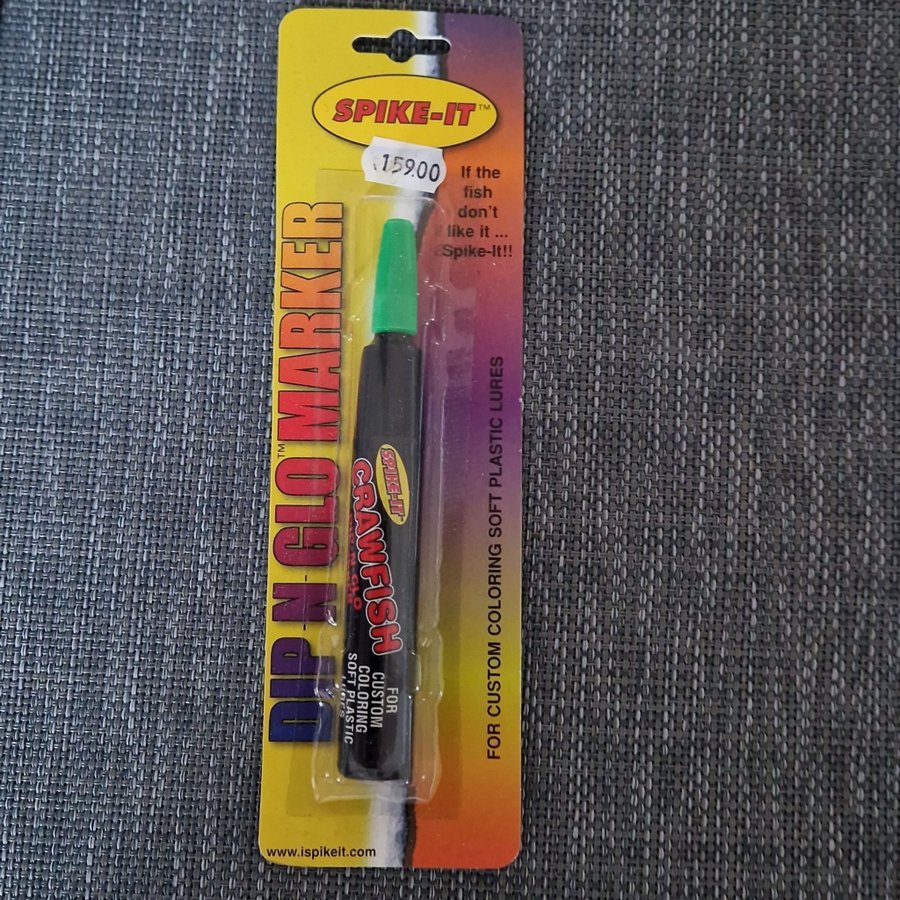 SPIKE-IT™
159.00
If the
fish
don't
like it ...
Spike-It!!
DIP-N-GLO™ MARKER
SPIKE-IT™
CRAWFISH
FOR
CUSTOM
COLORING
SOFT PLASTIC
FOR CUSTOM COLORING SOFT PLASTIC LURES
www.ispikeit.com